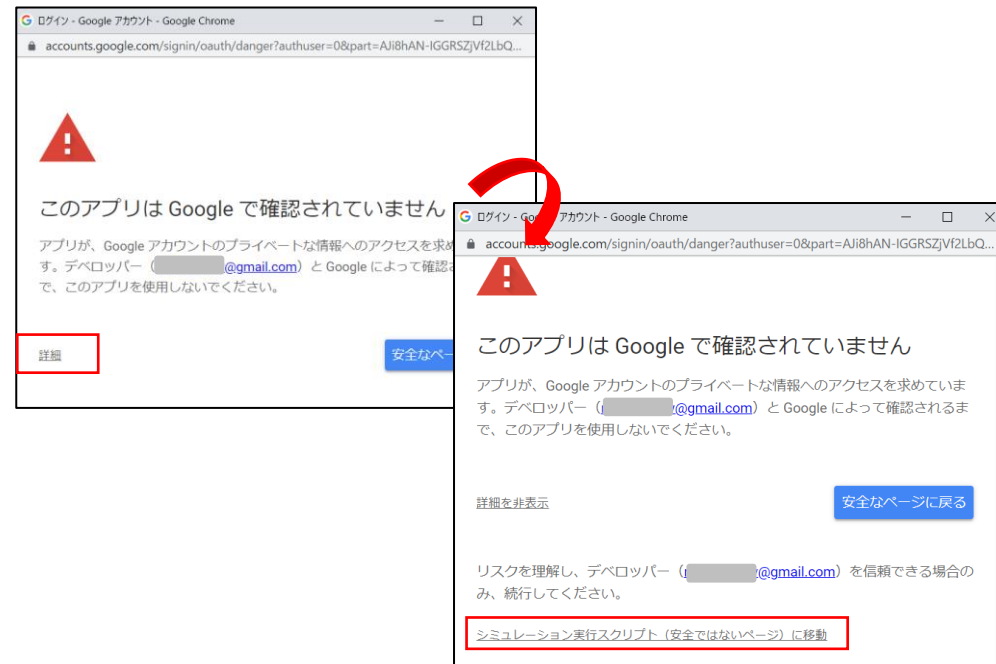 ログイン - Google アカウント - Google Chrome
accounts.google.com/signin/oauth/danger?authuser=0&part=AJi8hAN-IGGRSZjVf2LbQ...
このアプリは Google で確認されていません
アプリが、Google アカウントのプライベートな情報へのアクセスを求め
す。デベロッパー（ @gmail.com）と Google によって確認
で、このアプリを使用しないでください。
詳細
安全なペー
ログイン - Goo アカウント - Google Chrome
accounts.google.com/signin/oauth/danger?authuser=0&part=AJi8hAN-IGGRSZjVf2LbQ...
このアプリは Google で確認されていません
アプリが、Google アカウントのプライベートな情報へのアクセスを求めていま
す。デベロッパー（ @gmail.com）と Google によって確認されるま
で、このアプリを使用しないでください。
詳細を非表示
安全なページに戻る
リスクを理解し、デベロッパー（ @gmail.com）を信頼できる場合の
み、続行してください。
シミュレーション実行スクリプト（安全ではないページ）に移動